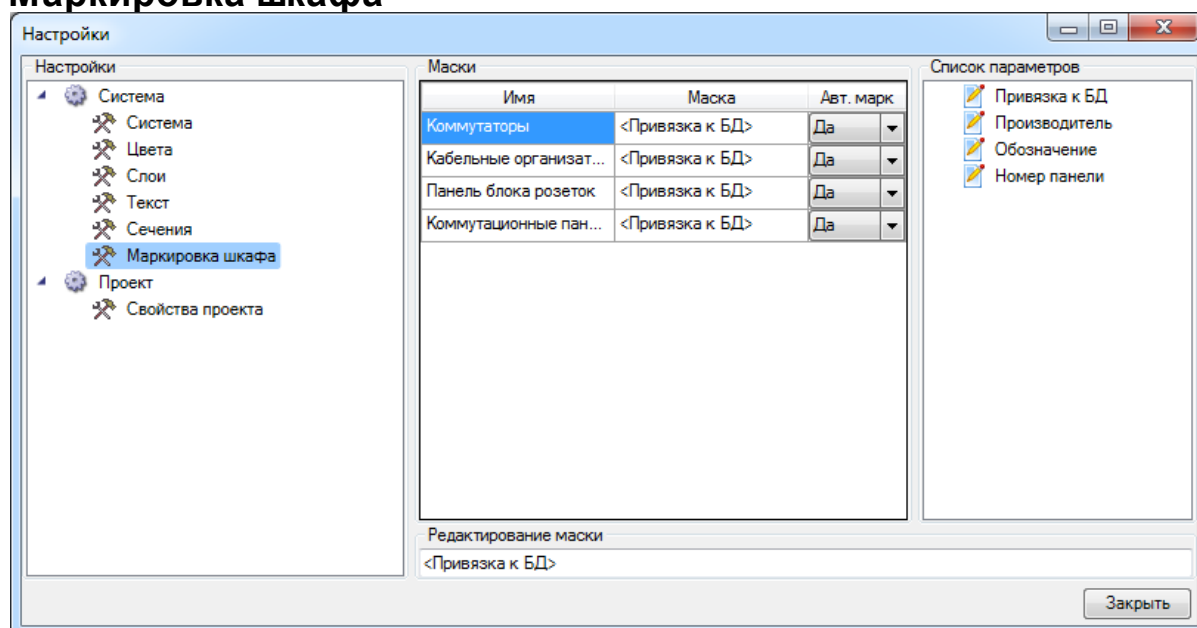 Маркировка шкафа
Настройки
Настройки
Система
Система
Цвета
Слои
Текст
Сечения
Маркировка шкафа
Проект
Свойства проекта
Маски
Имя Маска Авт. марк
Коммутаторы <Привязка к БД> Да
Кабельные организат... <Привязка к БД> Да
Панель блока розеток <Привязка к БД> Да
Коммутационные пан... <Привязка к БД> Да
Список параметров
Привязка к БД
Производитель
Обозначение
Номер панели
Редактирование маски
<Привязка к БД>
Закрыть